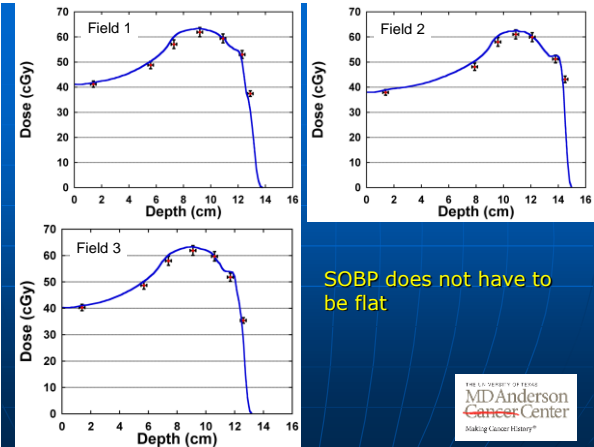 70
60
50
40
30
20
10
0
Dose (cGy)
Field 1
0 2 4 6 8 10 12 14 16
Depth (cm)
70
60
50
40
30
20
10
0
Dose (cGy)
Field 2
0 2 4 6 8 10 12 14 16
Depth (cm)
70
60
50
40
30
20
10
0
Dose (cGy)
Field 3
0 2 4 6 8 10 12 14 16
Depth (cm)
SOBP does not have to
be flat
THE UNIVERSITY OF TEXAS
MD Anderson
Cancer Center
Making Cancer History®